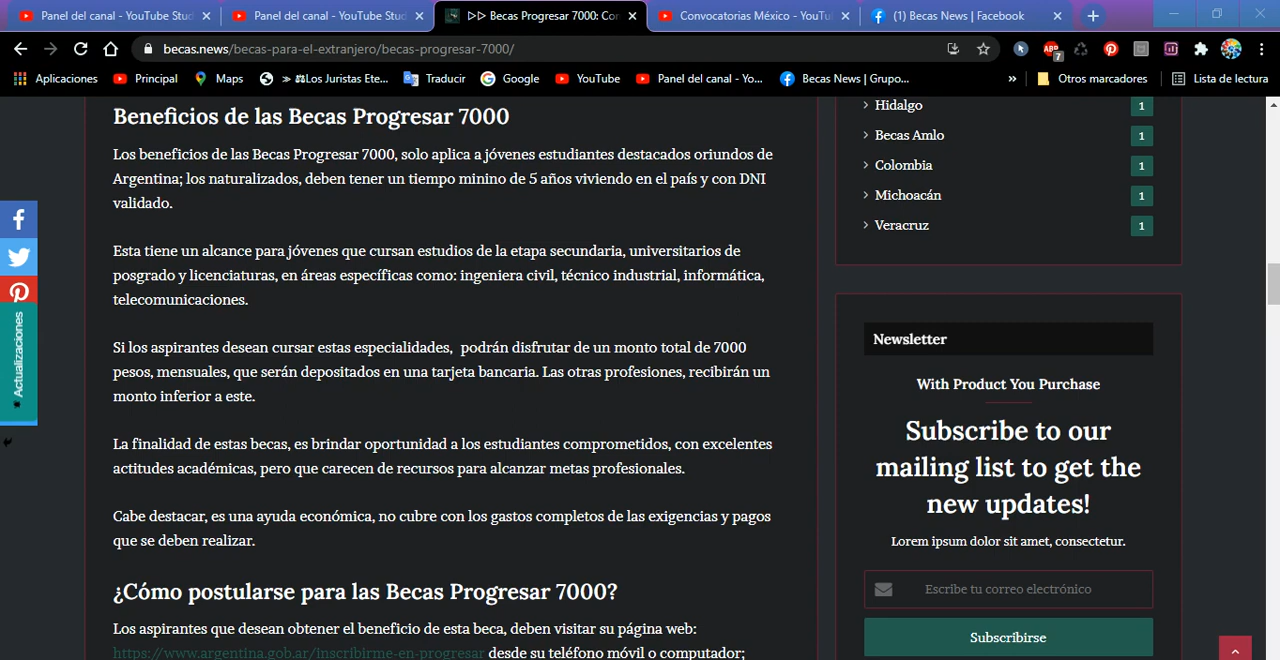 Panel del canal - YouTube Stud
Panel del canal - YouTube Stud
▷▷ Becas Progresar 7000: Cor
Convocatorias México - YouTu
(1) Becas News | Facebook
becas.news/becas-para-el-extranjero/becas-progresar-7000/
ABP
7
Aplicaciones
Principal
Maps
≫ ⚖Los Juristas Ete...
Traducir
Google
YouTube
Panel del canal - Yo...
Becas News | Grupo...
»
Otros marcadores
Lista de lectura
Beneficios de las Becas Progresar 7000
Los beneficios de las Becas Progresar 7000, solo aplica a jóvenes estudiantes destacados oriundos de
Argentina; los naturalizados, deben tener un tiempo minino de 5 años viviendo en el país y con DNI
validado.
Esta tiene un alcance para jóvenes que cursan estudios de la etapa secundaria, universitarios de
posgrado y licenciaturas, en áreas específicas como: ingeniera civil, técnico industrial, informática,
telecomunicaciones.
Si los aspirantes desean cursar estas especialidades,  podrán disfrutar de un monto total de 7000
pesos, mensuales, que serán depositados en una tarjeta bancaria. Las otras profesiones, recibirán un
monto inferior a este.
La finalidad de estas becas, es brindar oportunidad a los estudiantes comprometidos, con excelentes
actitudes académicas, pero que carecen de recursos para alcanzar metas profesionales.
Cabe destacar, es una ayuda económica, no cubre con los gastos completos de las exigencias y pagos
que se deben realizar.
¿Cómo postularse para las Becas Progresar 7000?
Los aspirantes que desean obtener el beneficio de esta beca, deben visitar su página web:
https://www.argentina.gob.ar/inscribirme-en-progresar desde su teléfono móvil o computador;
Actualizaciones
Hidalgo 1
Becas Amlo 1
Colombia 1
Michoacán 1
Veracruz 1
Newsletter
With Product You Purchase
Subscribe to our
mailing list to get the
new updates!
Lorem ipsum dolor sit amet, consectetur.
Escribe tu correo electrónico
Subscribirse